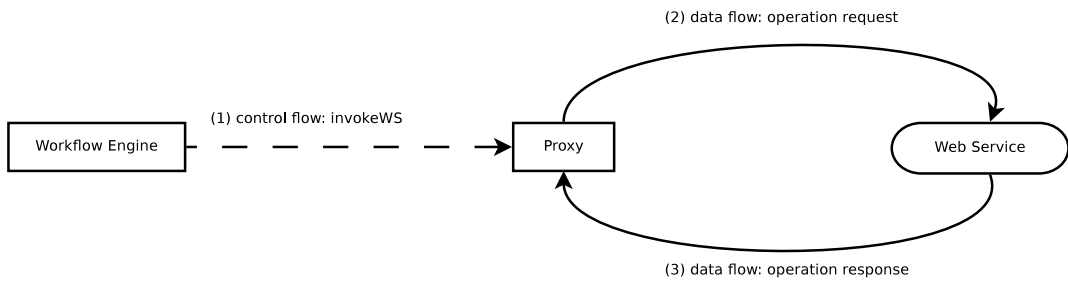 (2) data flow: operation request
(1) control flow: invokeWS
Workflow Engine
Proxy
Web Service
(3) data flow: operation response